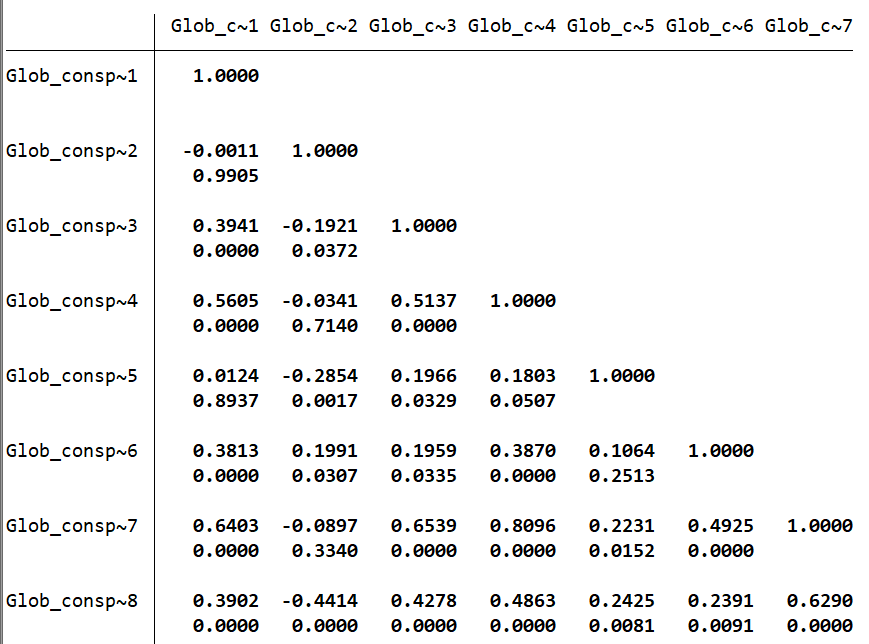 Glob_c~1 Glob_c~2 Glob_c~3 Glob_c~4 Glob_c~5 Glob_c~6 Glob_c~7
Glob_consp~1 1.0000
Glob_consp~2 -0.0011 1.0000
0.9905
Glob_consp~3 0.3941 -0.1921 1.0000
0.0000 0.0372
Glob_consp~4 0.5605 -0.0341 0.5137 1.0000
0.0000 0.7140 0.0000
Glob_consp~5 0.0124 -0.2854 0.1966 0.1803 1.0000
0.8937 0.0017 0.0329 0.0507
Glob_consp~6 0.3813 0.1991 0.1959 0.3870 0.1064 1.0000
0.0000 0.0307 0.0335 0.0000 0.2513
Glob_consp~7 0.6403 -0.0897 0.6539 0.8096 0.2231 0.4925 1.0000
0.0000 0.3340 0.0000 0.0000 0.0152 0.0000
Glob_consp~8 0.3902 -0.4414 0.4278 0.4863 0.2425 0.2391 0.6290
0.0000 0.0000 0.0000 0.0000 0.0081 0.0091 0.0000